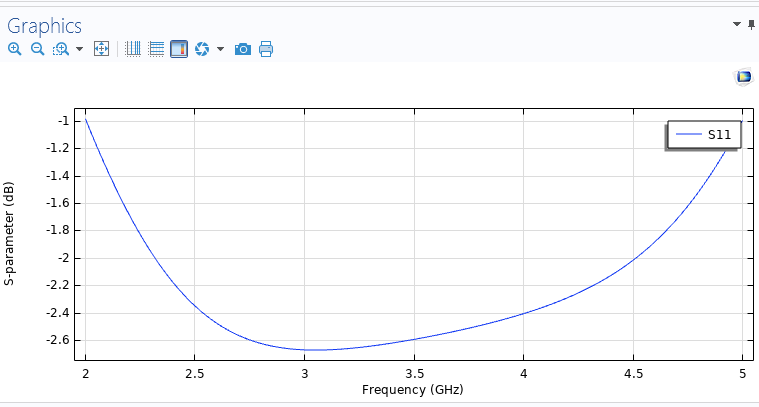 Graphics
S11
-1
-1.2
-1.4
-1.6
-1.8
-2
-2.2
-2.4
-2.6
S-parameter (dB)
2 2.5 3 3.5 4 4.5 5
Frequency (GHz)